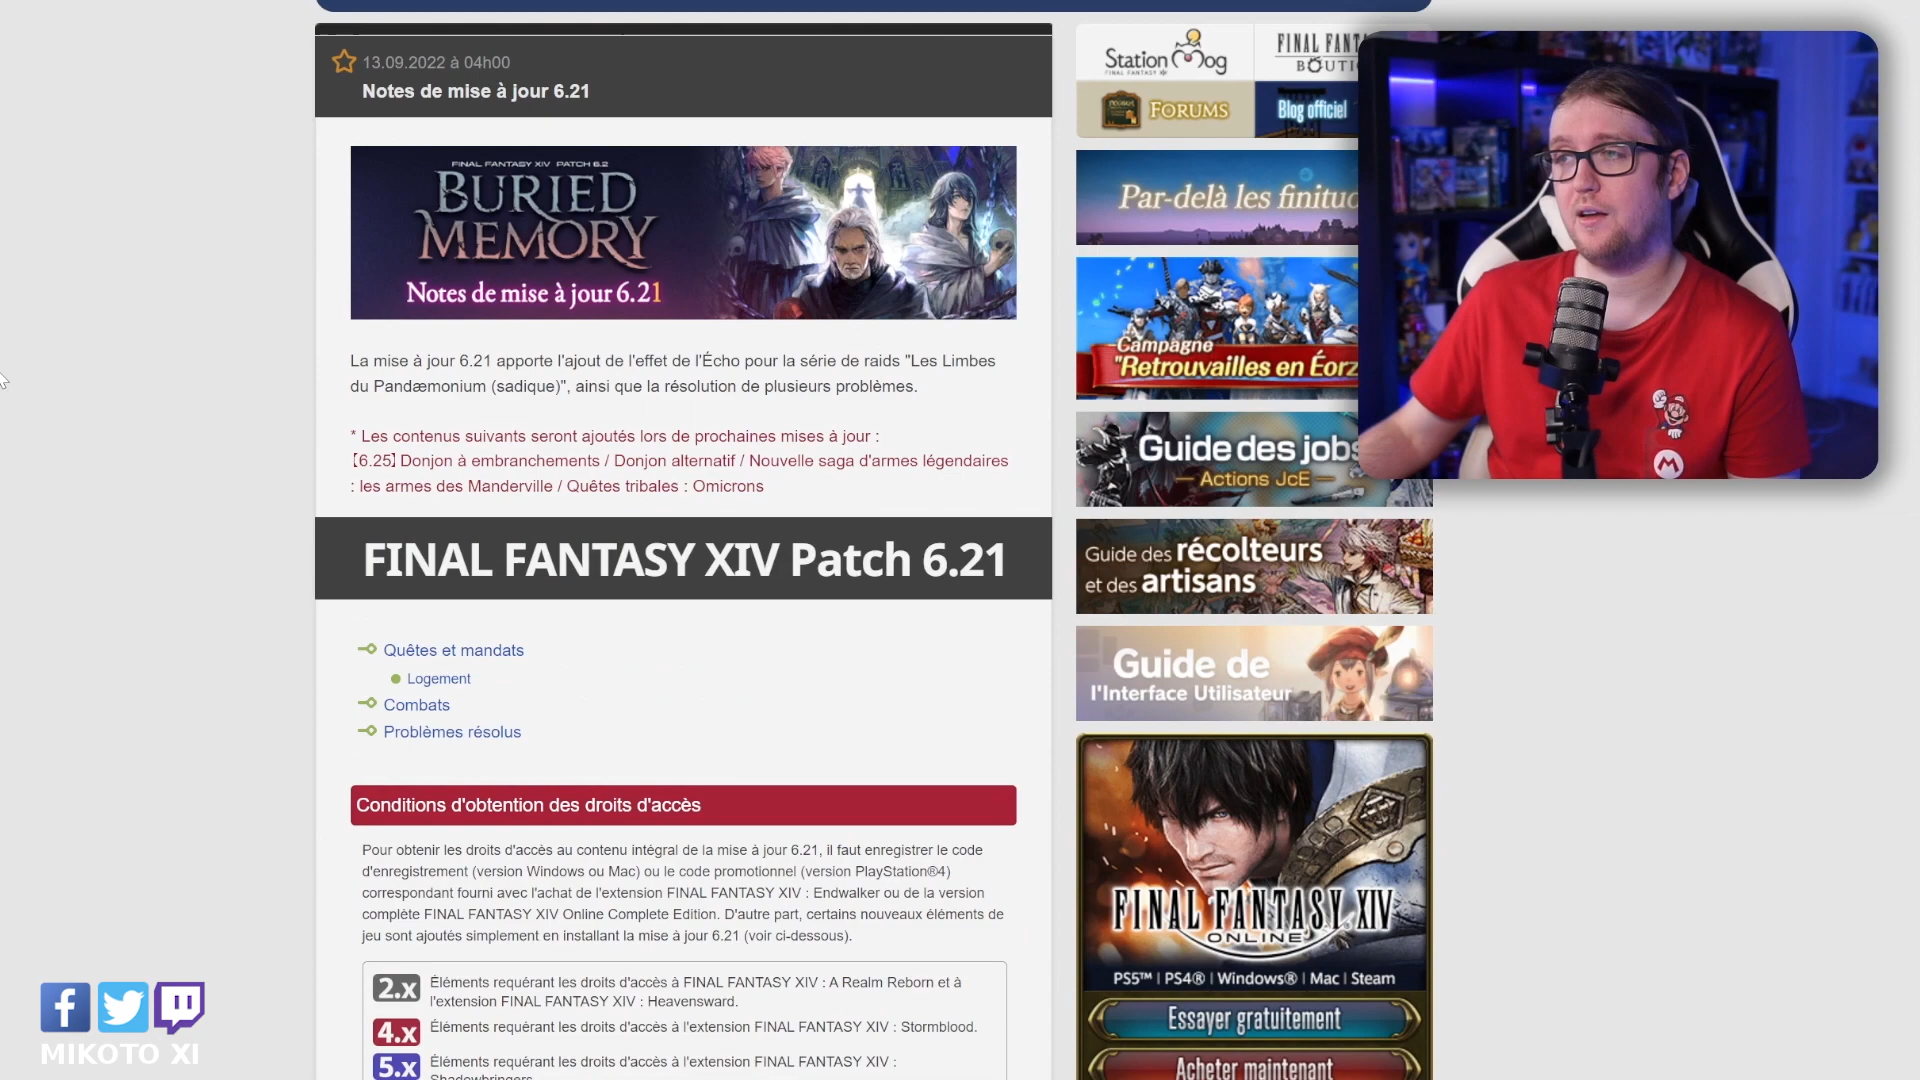 13.09.2022 à 04h00
Notes de mise à jour 6.21
FINAL FANTASY XIV PATCH 6.2
BURIED
MEMORY
Notes de mise à jour 6.21
La mise à jour 6.21 apporte l'ajout de l'effet de l'Écho pour la série de raids "Les Limbes
du Pandæmonium (sadique)", ainsi que la résolution de plusieurs problèmes.
* Les contenus suivants seront ajoutés lors de prochaines mises à jour :
【6.25】Donjon à embranchements / Donjon alternatif / Nouvelle saga d'armes légendaires
: les armes des Manderville / Quêtes tribales : Omicrons
FINAL FANTASY XIV Patch 6.21
Quêtes et mandats
Logement
Combats
Problèmes résolus
Conditions d'obtention des droits d'accès
Pour obtenir les droits d'accès au contenu intégral de la mise à jour 6.21, il faut enregistrer le code
d'enregistrement (version Windows ou Mac) ou le code promotionnel (version PlayStation®4)
correspondant fourni avec l'achat de l'extension FINAL FANTASY XIV : Endwalker ou de la version
complète FINAL FANTASY XIV Online Complete Edition. D'autre part, certains nouveaux éléments de
jeu sont ajoutés simplement en installant la mise à jour 6.21 (voir ci-dessous).
2.x Éléments requérant les droits d'accès à FINAL FANTASY XIV : A Realm Reborn et à
l'extension FINAL FANTASY XIV : Heavensward.
4.x Éléments requérant les droits d'accès à l'extension FINAL FANTASY XIV : Stormblood.
5.x Éléments requérant les droits d'accès à l'extension FINAL FANTASY XIV :
Shadowbringers.
Station Mog
FINAL FANTASY XIV
FINAL FANT
BOUTI
FORUMS
Blog officiel
Par-delà les finitud
Campagne
"Retrouvailles en Éorz
Guide des jobs
Actions JcE
Guide des récolteurs
et des artisans
Guide de
l'Interface Utilisateur
FINAL FANTASY XIV
ONLINE
PS5™ | PS4® | Windows® | Mac | Steam
Essayer gratuitement
Acheter maintenant
MIKOTO XI